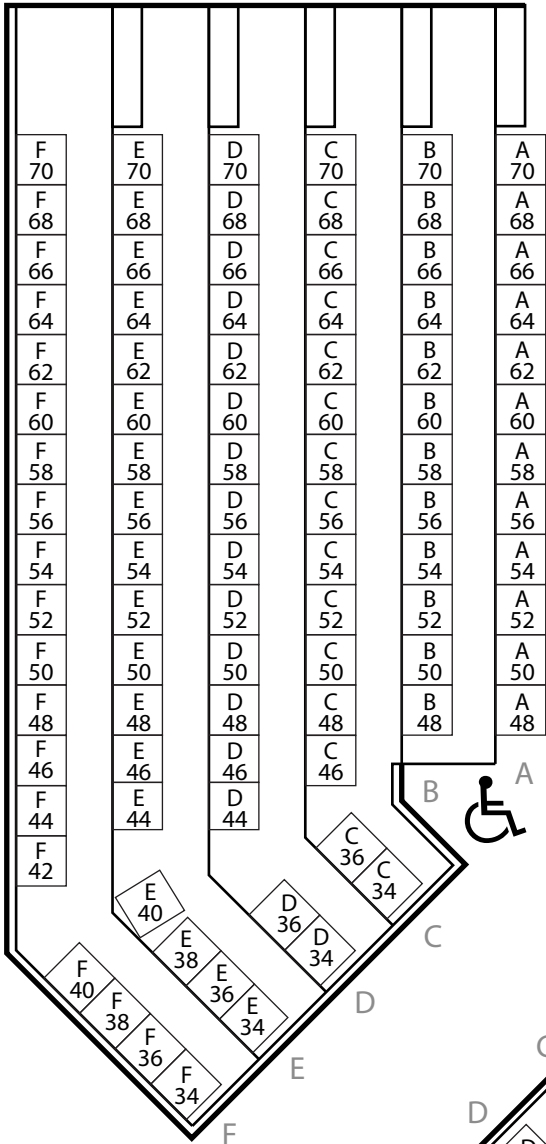 F E D C B A
70 70 70 70 70 70
F E D C B A
68 68 68 68 68 68
F E D C B A
66 66 66 66 66 66
F E D C B A
64 64 64 64 64 64
F E D C B A
62 62 62 62 62 62
F E D C B A
60 60 60 60 60 60
F E D C B A
58 58 58 58 58 58
F E D C B A
56 56 56 56 56 56
F E D C B A
54 54 54 54 54 54
F E D C B A
52 52 52 52 52 52
F E D C B A
50 50 50 50 50 50
F E D C B A
48 48 48 48 48 48
F E D C
46 46 46 46
A
B
F E D
44 44 44
F
42
C
36
C
34
E
40
D
36
D
34
C
E
38
E
36
E
34
D
F
40
F
38
F
36
F
34
E
F
D